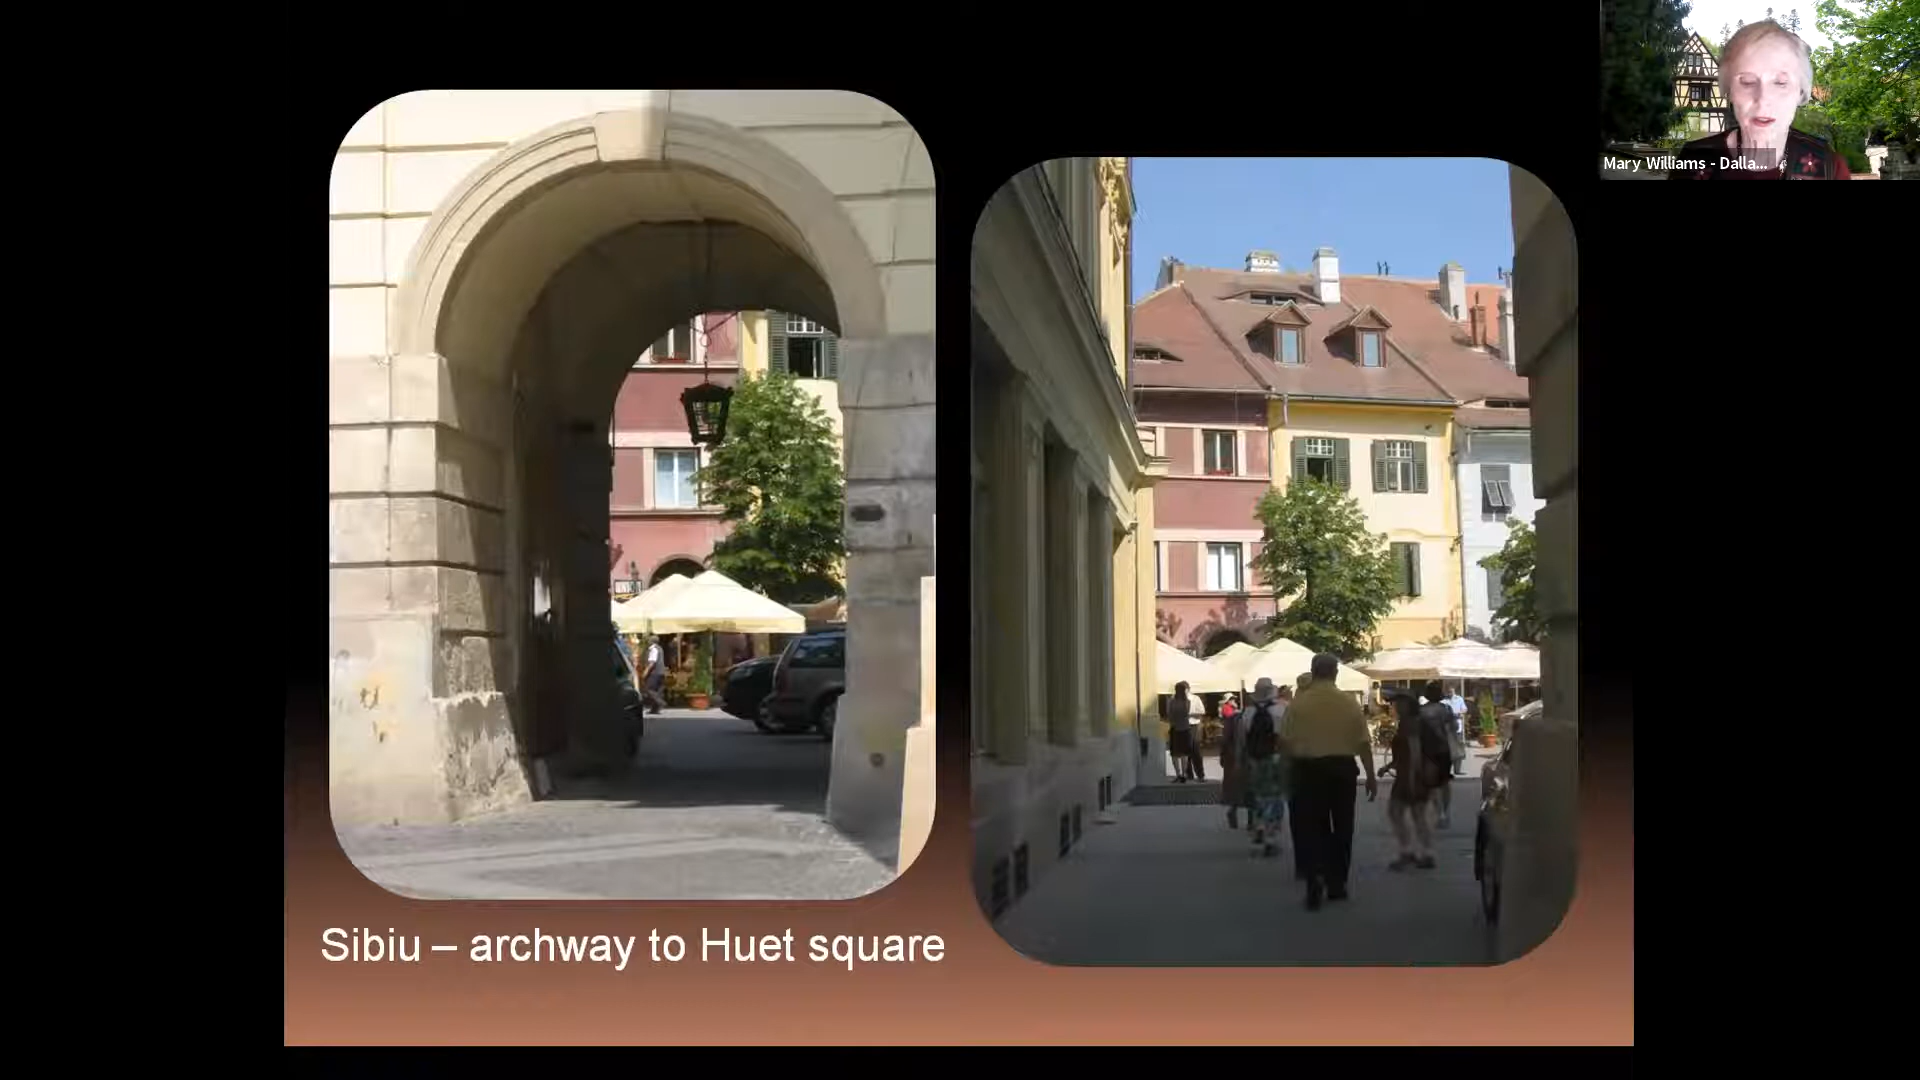 Mary Williams - Dalla...
Sibiu – archway to Huet square